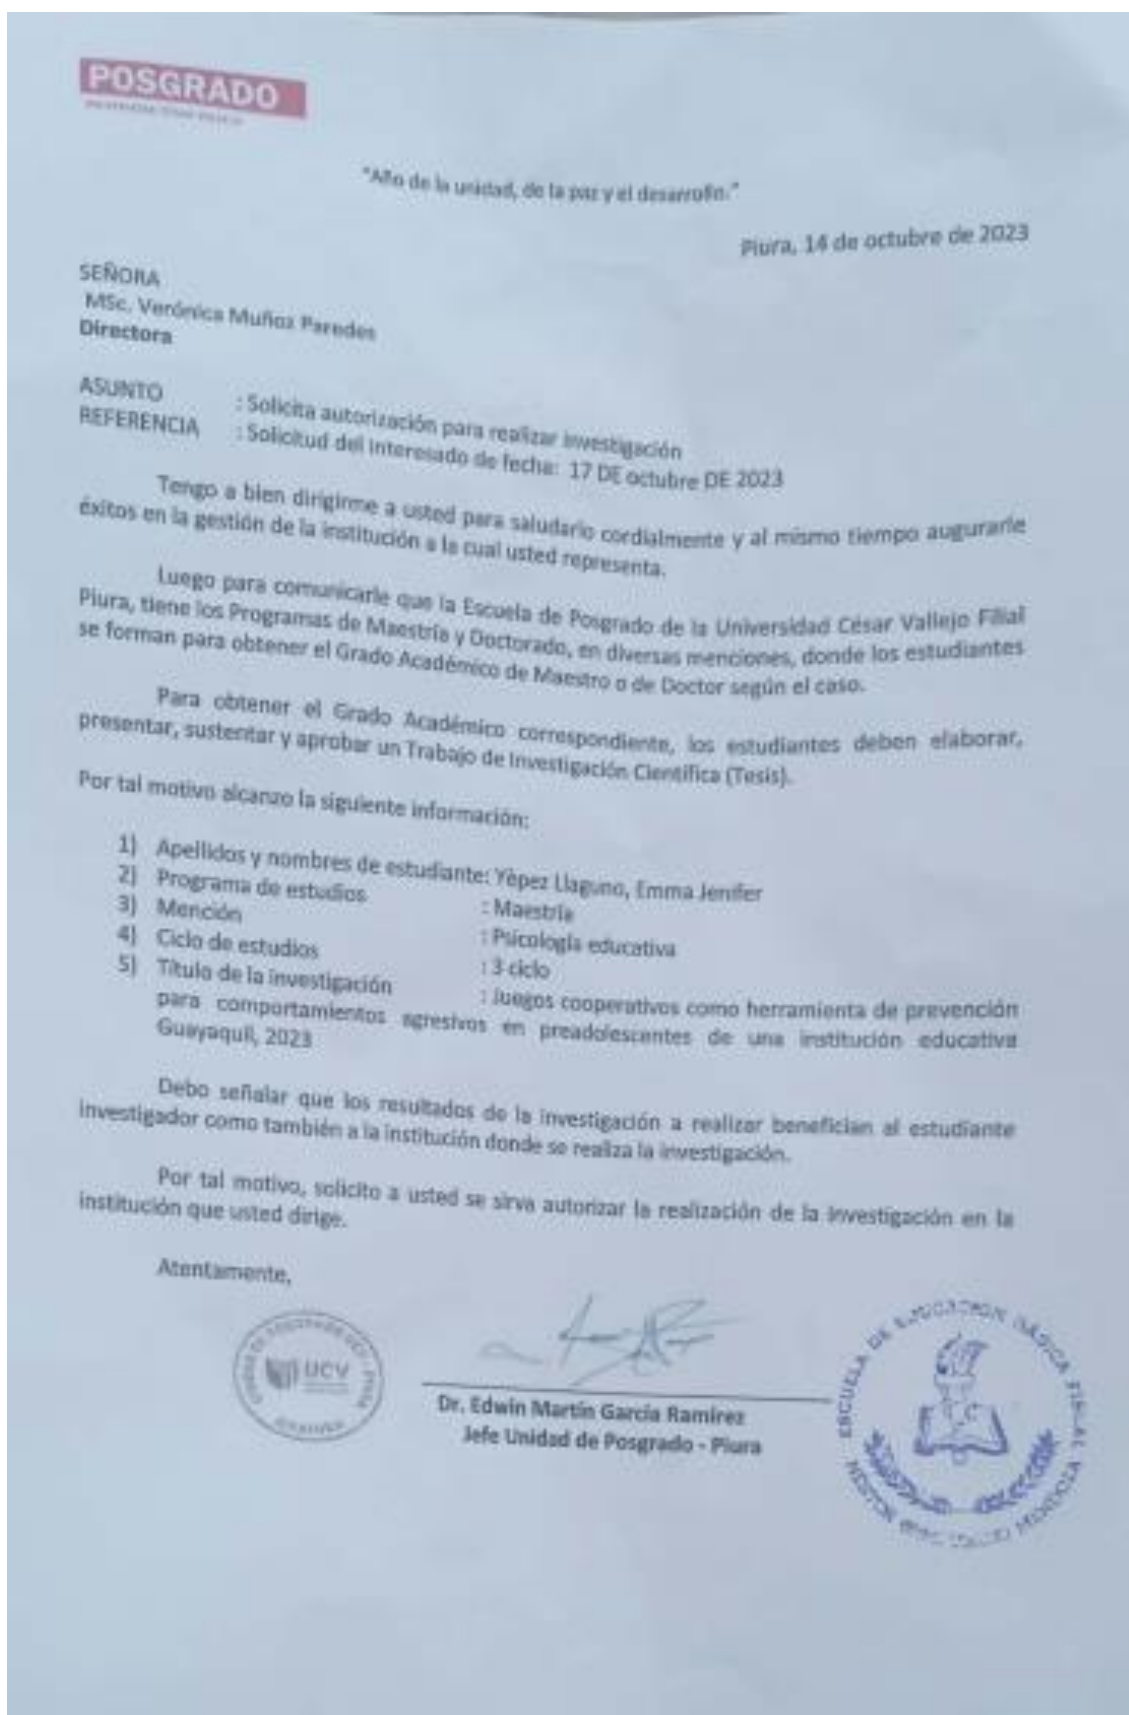 POSGRADO
"Año de la unidad, de la paz y el desarrollo."
Piura, 14 de octubre de 2023
SEÑORA
MSc. Verónica Muñoz Paredes
Directora
ASUNTO : Solicita autorización para realizar investigación
REFERENCIA : Solicitud del interesado de fecha: 17 DE octubre DE 2023
Tengo a bien dirigirme a usted para saludarlo cordialmente y al mismo tiempo augurarle
éxitos en la gestión de la institución a la cual usted representa.
Luego para comunicarle que la Escuela de Posgrado de la Universidad César Vallejo Filial
Piura, tiene los Programas de Maestría y Doctorado, en diversas menciones, donde los estudiantes
se forman para obtener el Grado Académico de Maestro o de Doctor según el caso.
Para obtener el Grado Académico correspondiente, los estudiantes deben elaborar,
presentar, sustentar y aprobar un Trabajo de Investigación Científica (Tesis).
Por tal motivo alcanzo la siguiente información:
1) Apellidos y nombres de estudiante: Yèpez Llaguno, Emma Jenifer
2) Programa de estudios : Maestría
3) Mención : Psicología educativa
4) Ciclo de estudios : 3 ciclo
5) Título de la investigación : Juegos cooperativos como herramienta de prevención
para comportamientos agresivos en preadolescentes de una institución educativa
Guayaquil, 2023
Debo señalar que los resultados de la investigación a realizar benefician al estudiante
investigador como también a la institución donde se realiza la investigación.
Por tal motivo, solicito a usted se sirva autorizar la realización de la investigación en la
institución que usted dirige.
Atentamente,
UCV
Dr. Edwin Martín García Ramírez
Jefe Unidad de Posgrado - Piura
ESCUELA DE EDUCACION BÁSICA FISCAL
MENDOZA